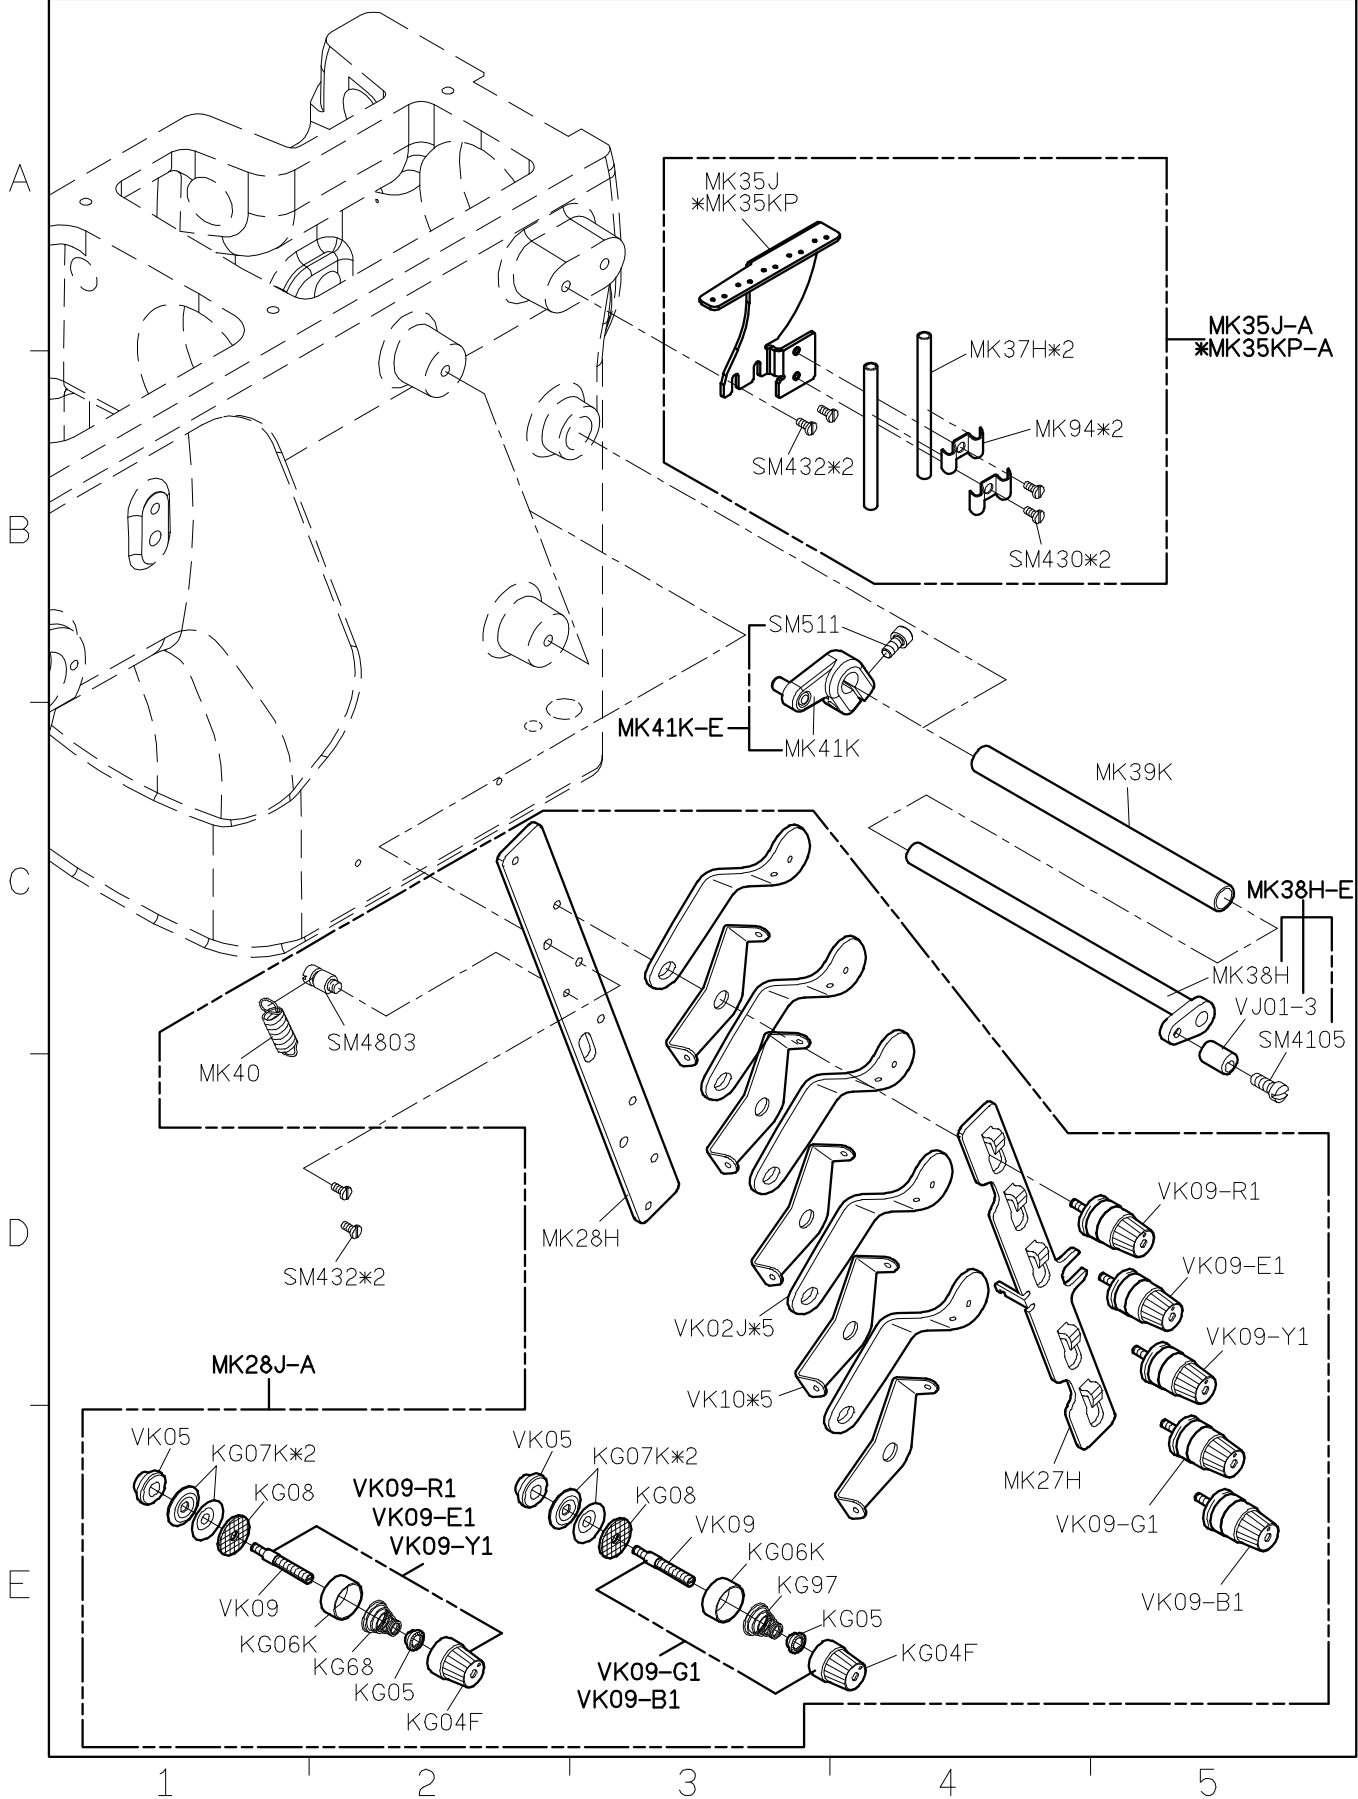 A
MK35J
*MK35KP
MK35J-A
*MK35KP-A
MK37H*2
MK94*2
SM432*2
B
SM430*2
SM511
MK41K-E
MK41K
MK39K
C
MK38H-E
MK38H
VJ01-3
SM4105
SM4803
MK40
D
VK09-R1
MK28H
VK09-E1
SM432*2
VK02J*5
VK09-Y1
MK28J-A
VK10*5
VK05
KG07K*2
KG08
VK09-R1
VK09-E1
VK09-Y1
VK05
KG07K*2
KG08
VK09
MK27H
VK09-G1
E
VK09
KG06K
KG68
KG05
KG04F
KG06K
KG97
KG05
KG04F
VK09-G1
VK09-B1
VK09-B1
1
2
3
4
5